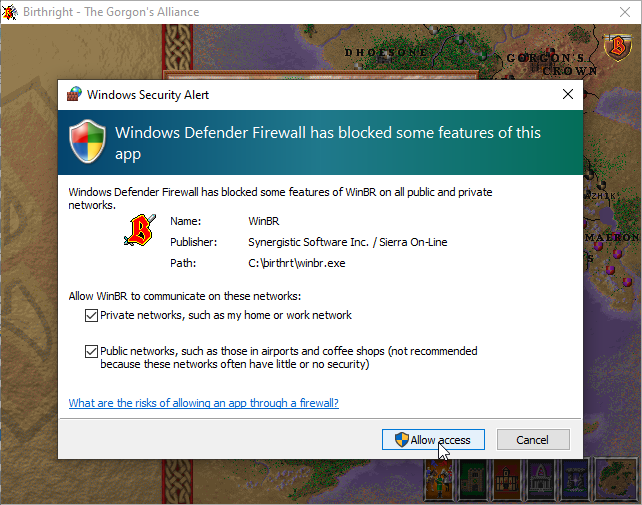 Birthright - The Gorgon's Alliance
DHOESONE
GORGON'S
CROWN
Windows Security Alert
Windows Defender Firewall has blocked some features of this
app
Windows Defender Firewall has blocked some features of WinBR on all public and private
networks.
Name: WinBR
Publisher: Synergistic Software Inc. / Sierra On-Line
Path: C:\birthrt\winbr.exe
Allow WinBR to communicate on these networks:
Private networks, such as my home or work network
Public networks, such as those in airports and coffee shops (not recommended
because these networks often have little or no security)
What are the risks of allowing an app through a firewall?
Allow access
Cancel